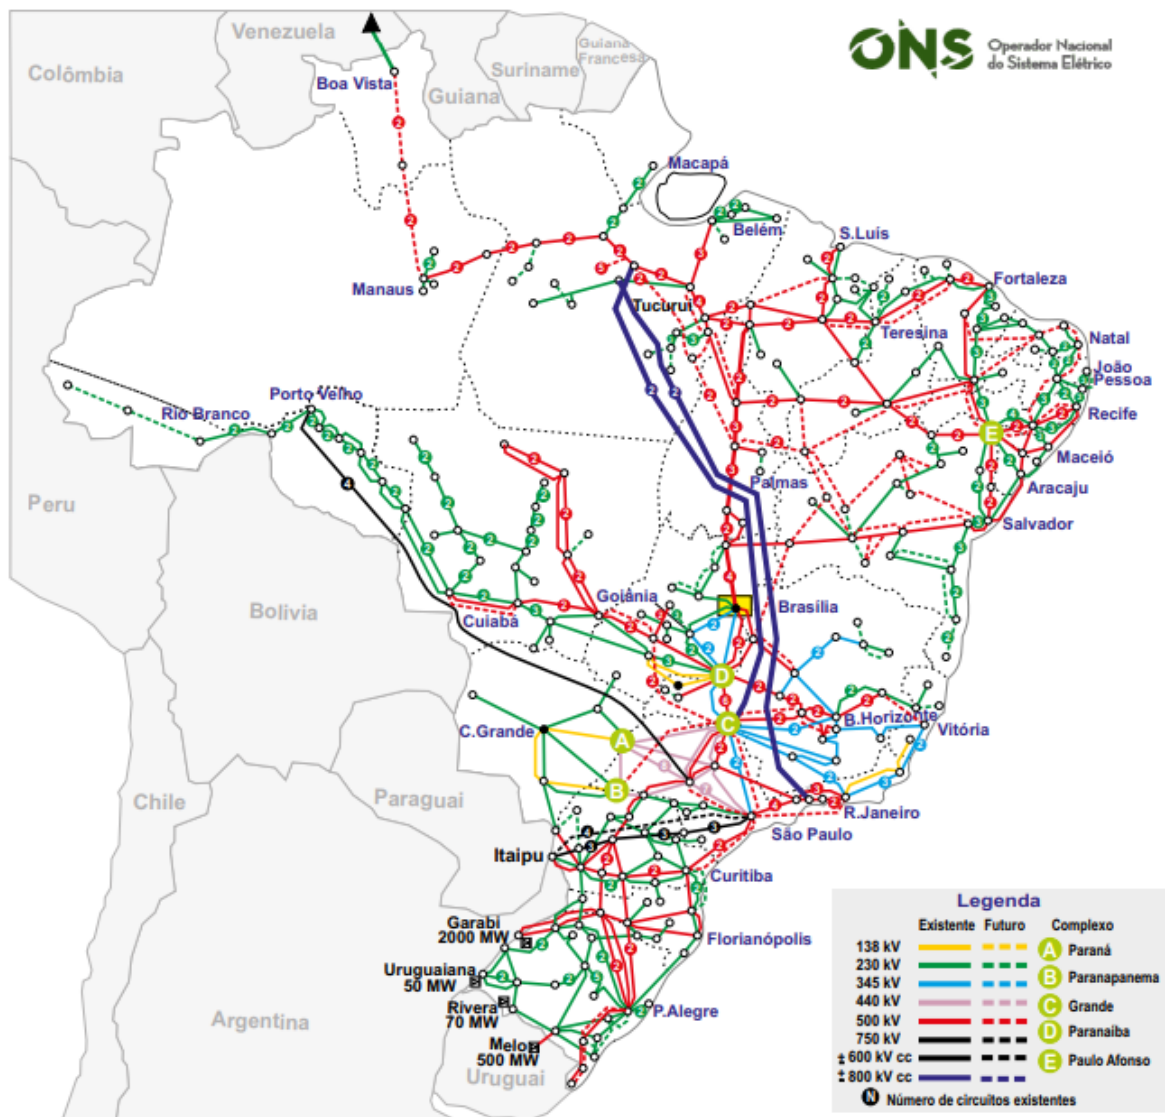 Venezuela
Colômbia
Guiana
Suriname
Guiana
Francesa
ONS
Operador Nacional
do Sistema Elétrico
Boa Vista
Macapá
Belém
S.Luís
Fortaleza
Manaus
Tucuruí
Teresina
Natal
João
Pessoa
Recife
Porto Velho
Rio Branco
E
Maceió
Aracaju
Peru
Palmas
Salvador
Bolivia
Goiânia
Brasília
Cuiabá
D
C
B.Horizonte
Vitória
C.Grande
A
B
Chile
Paraguai
R.Janeiro
São Paulo
Itaipu
Curitiba
Garabi
2000 MW
Florianópolis
Uruguaiana
50 MW
Rivera
70 MW
P.Alegre
Argentina
Melo
500 MW
Uruguai
Legenda
Existente Futuro Complexo
138 kV
230 kV
345 kV
440 kV
500 kV
750 kV
± 600 kV cc
± 800 kV cc
A Paraná
B Paranapanema
C Grande
D Paranaíba
E Paulo Afonso
N Número de circuitos existentes